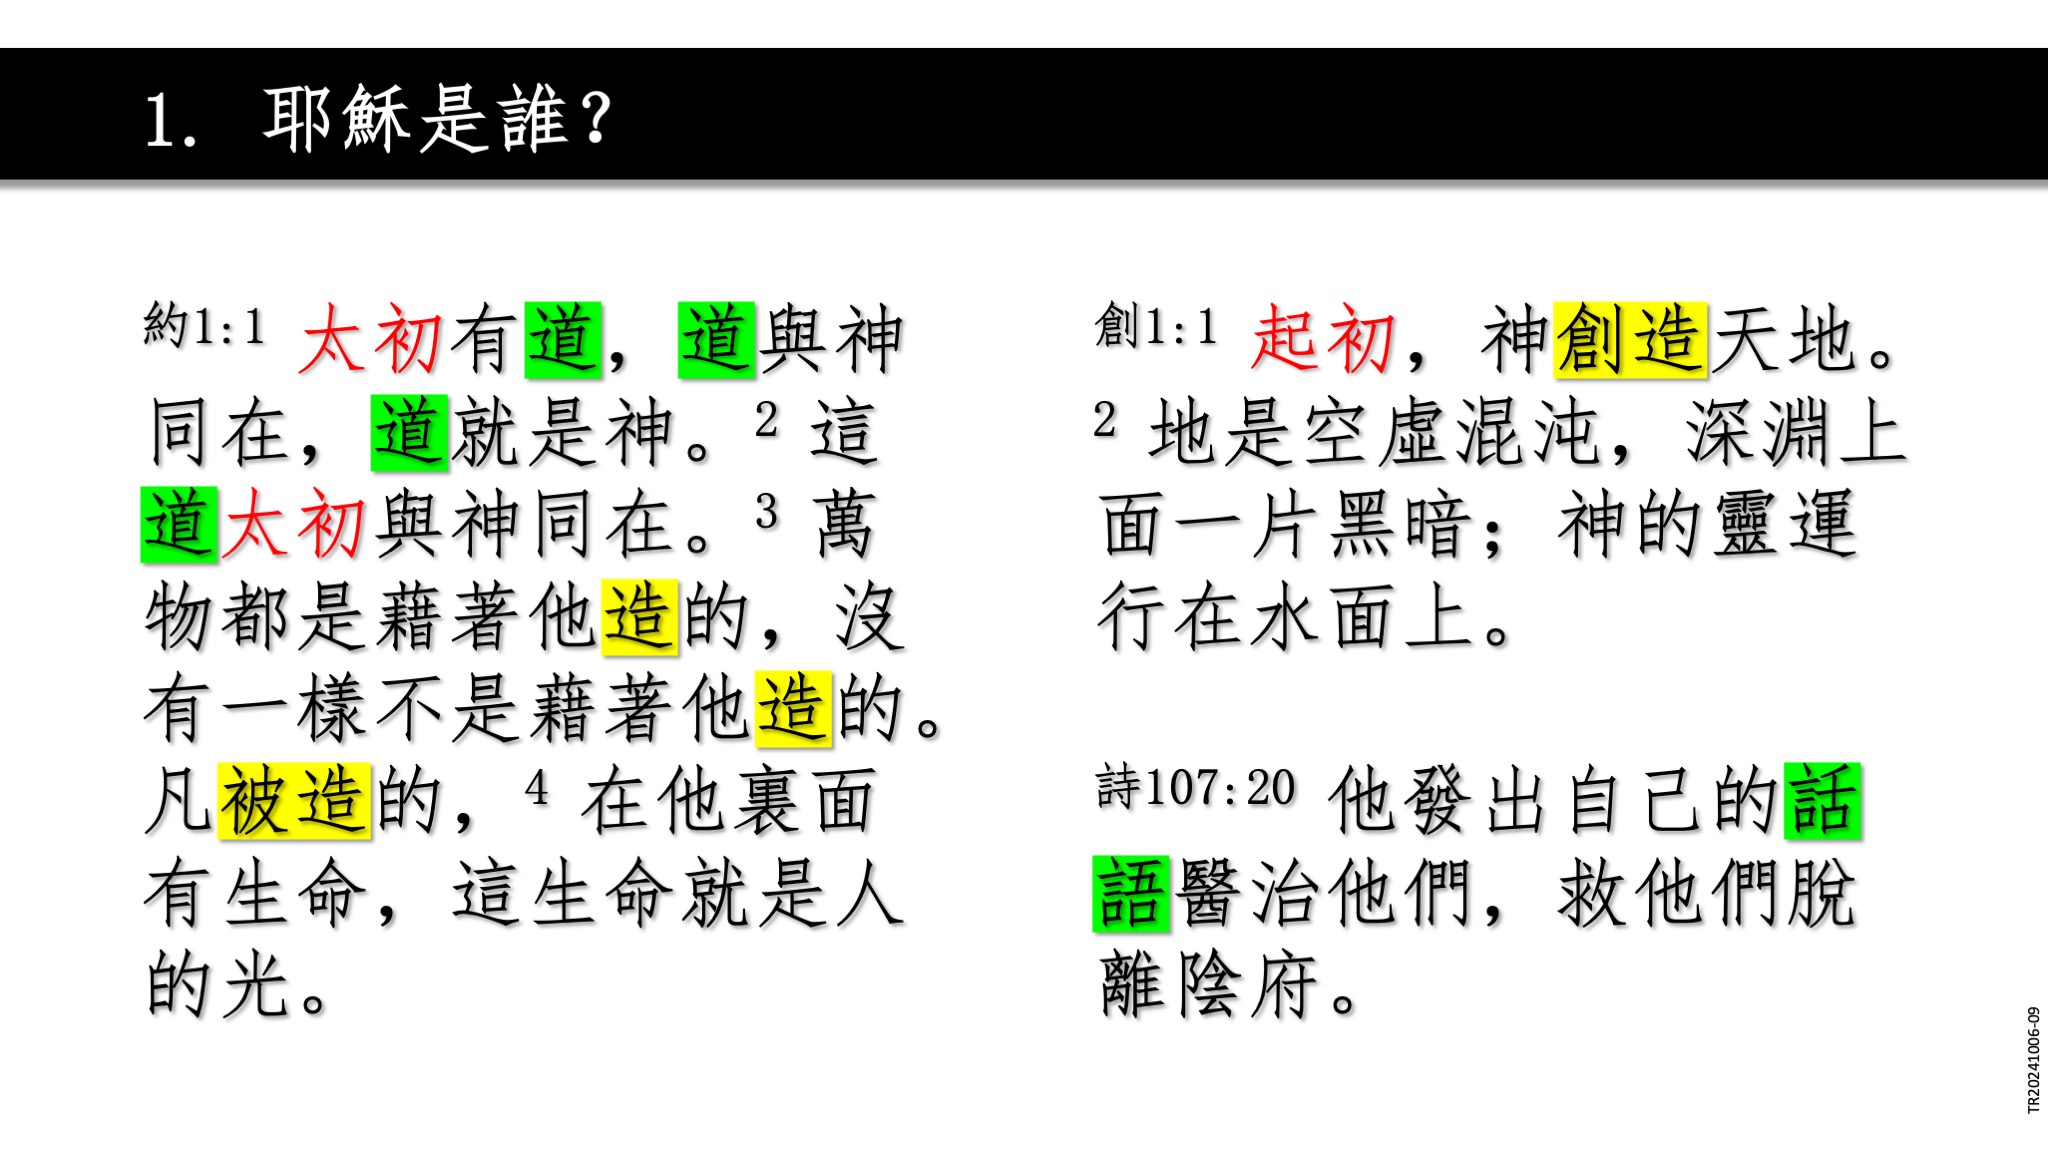 1. 耶穌是誰？
約1:1 太初有道，道與神
同在，道就是神。2 這
道太初與神同在。3 萬
物都是藉著他造的，沒
有一樣不是藉著他造的。
凡被造的，4 在他裏面
有生命，這生命就是人
的光。
創1:1 起初，神創造天地。
2 地是空虛混沌，深淵上
面一片黑暗；神的靈運
行在水面上。
詩107:20 他發出自己的話
語醫治他們，救他們脫
離陰府。
TR20241006-09